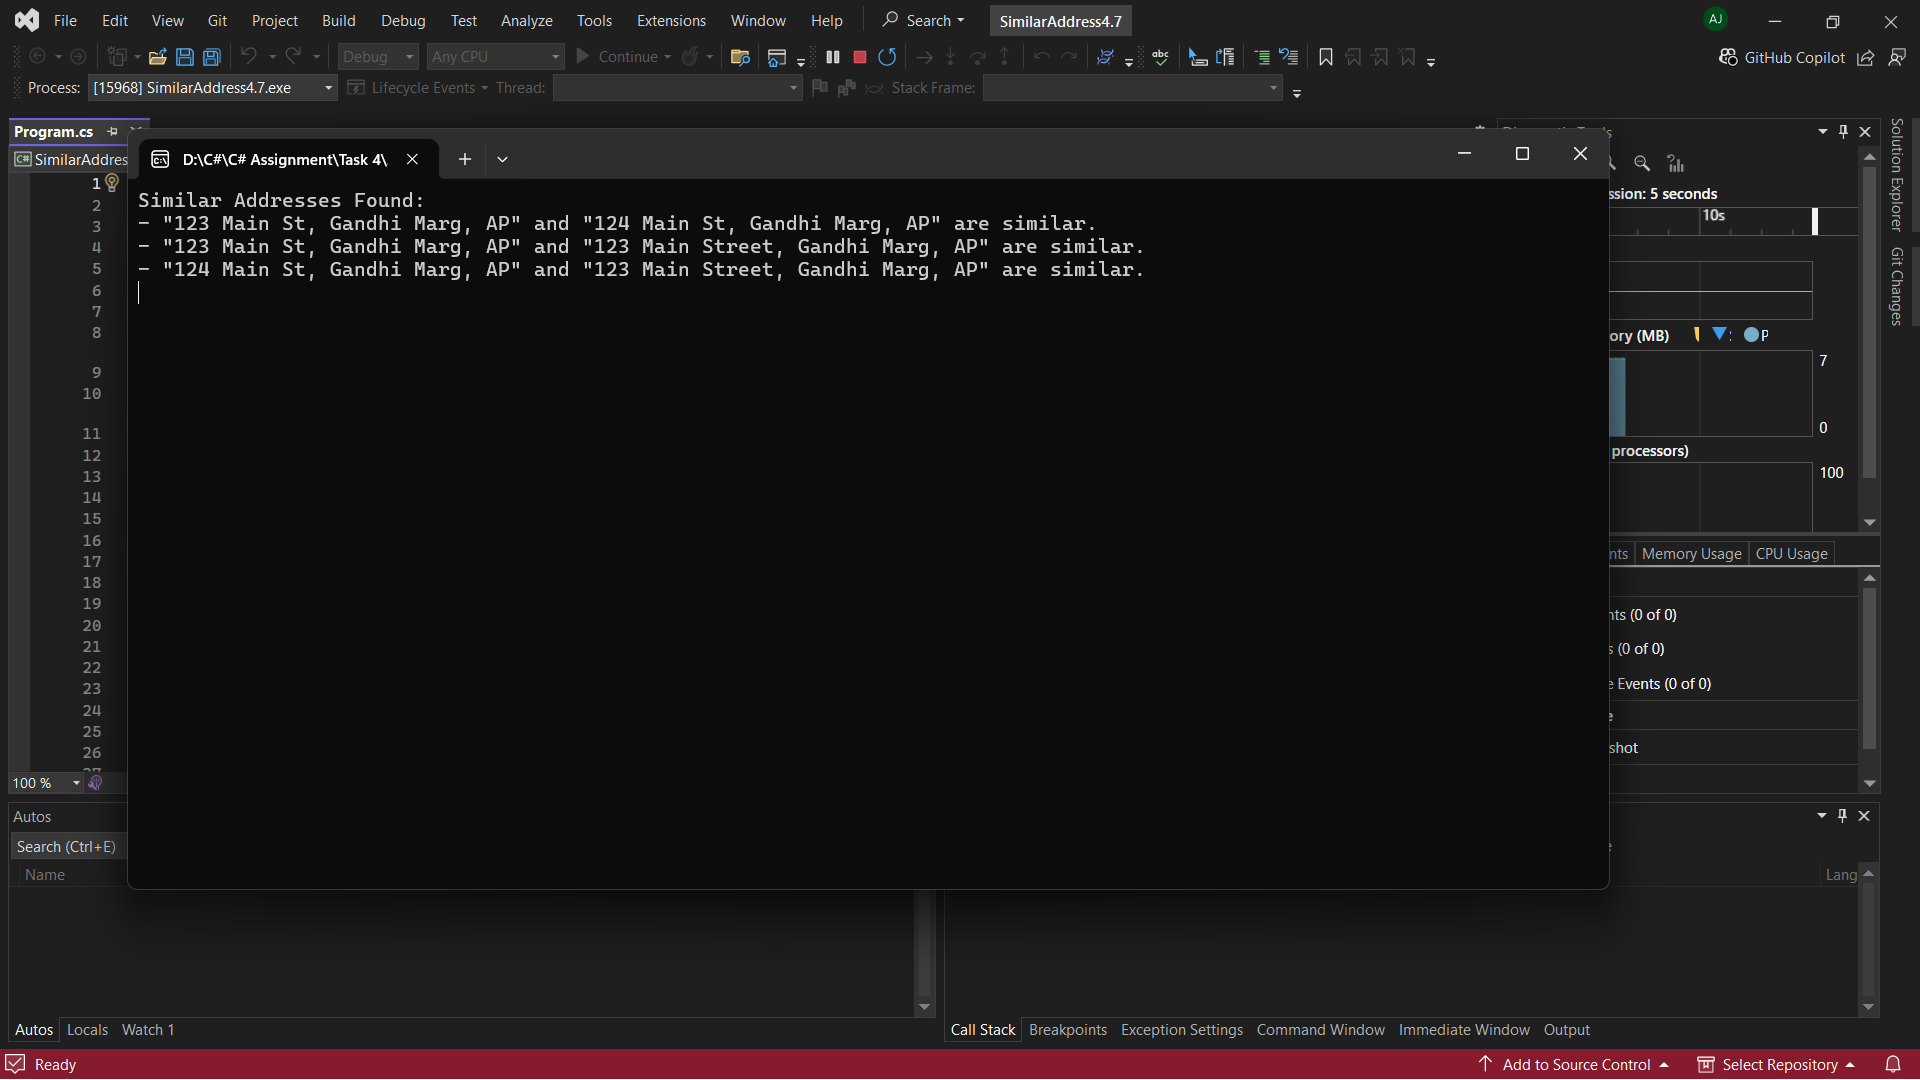 File Edit View Git Project Build Debug Test Analyze Tools Extensions Window Help Search SimilarAddress4.7 AJ
Debug Any CPU Continue abc GitHub Copilot
Process: [15968] SimilarAddress4.7.exe Lifecycle Events Thread: Stack Frame:
Program.cs
C# SimilarAddres
D:\C#\C# Assignment\Task 4\
Similar Addresses Found:
- "123 Main St, Gandhi Marg, AP" and "124 Main St, Gandhi Marg, AP" are similar.
- "123 Main St, Gandhi Marg, AP" and "123 Main Street, Gandhi Marg, AP" are similar.
- "124 Main St, Gandhi Marg, AP" and "123 Main Street, Gandhi Marg, AP" are similar.
1
2
3
4
5
6
7
8
9
10
11
12
13
14
15
16
17
18
19
20
21
22
23
24
25
26
100 %
ssion: 5 seconds
10s
ory (MB) P
7
0
processors)
100
nts Memory Usage CPU Usage
nts (0 of 0)
s (0 of 0)
e Events (0 of 0)
e
shot
Solution Explorer
Git Changes
Autos
Search (Ctrl+E)
Name
e
Lang
Autos Locals Watch 1
Call Stack Breakpoints Exception Settings Command Window Immediate Window Output
Ready Add to Source Control Select Repository